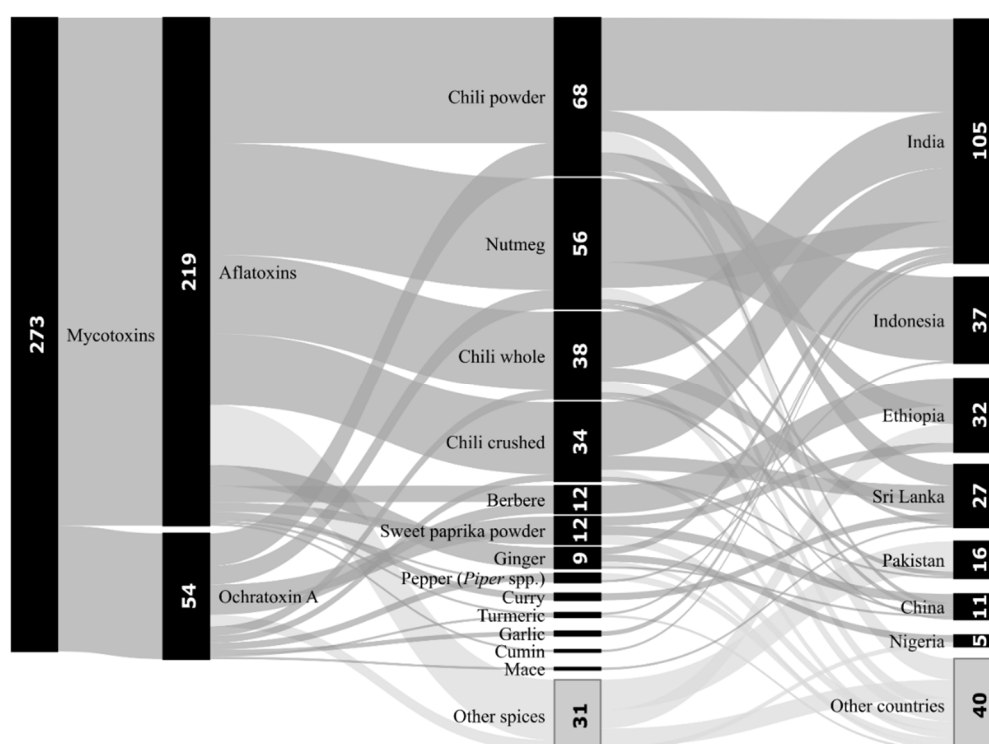 273
Mycotoxins
219
Aflatoxins
54
Ochratoxin A
Chili powder
68
Nutmeg
56
Chili whole
38
Chili crushed
34
Berbere
12
Sweet paprika powder
12
Ginger
9
Pepper (Piper spp.)
Curry
Turmeric
Garlic
Cumin
Mace
Other spices
31
India
105
Indonesia
37
Ethiopia
32
Sri Lanka
27
Pakistan
16
China
11
Nigeria
5
Other countries
40